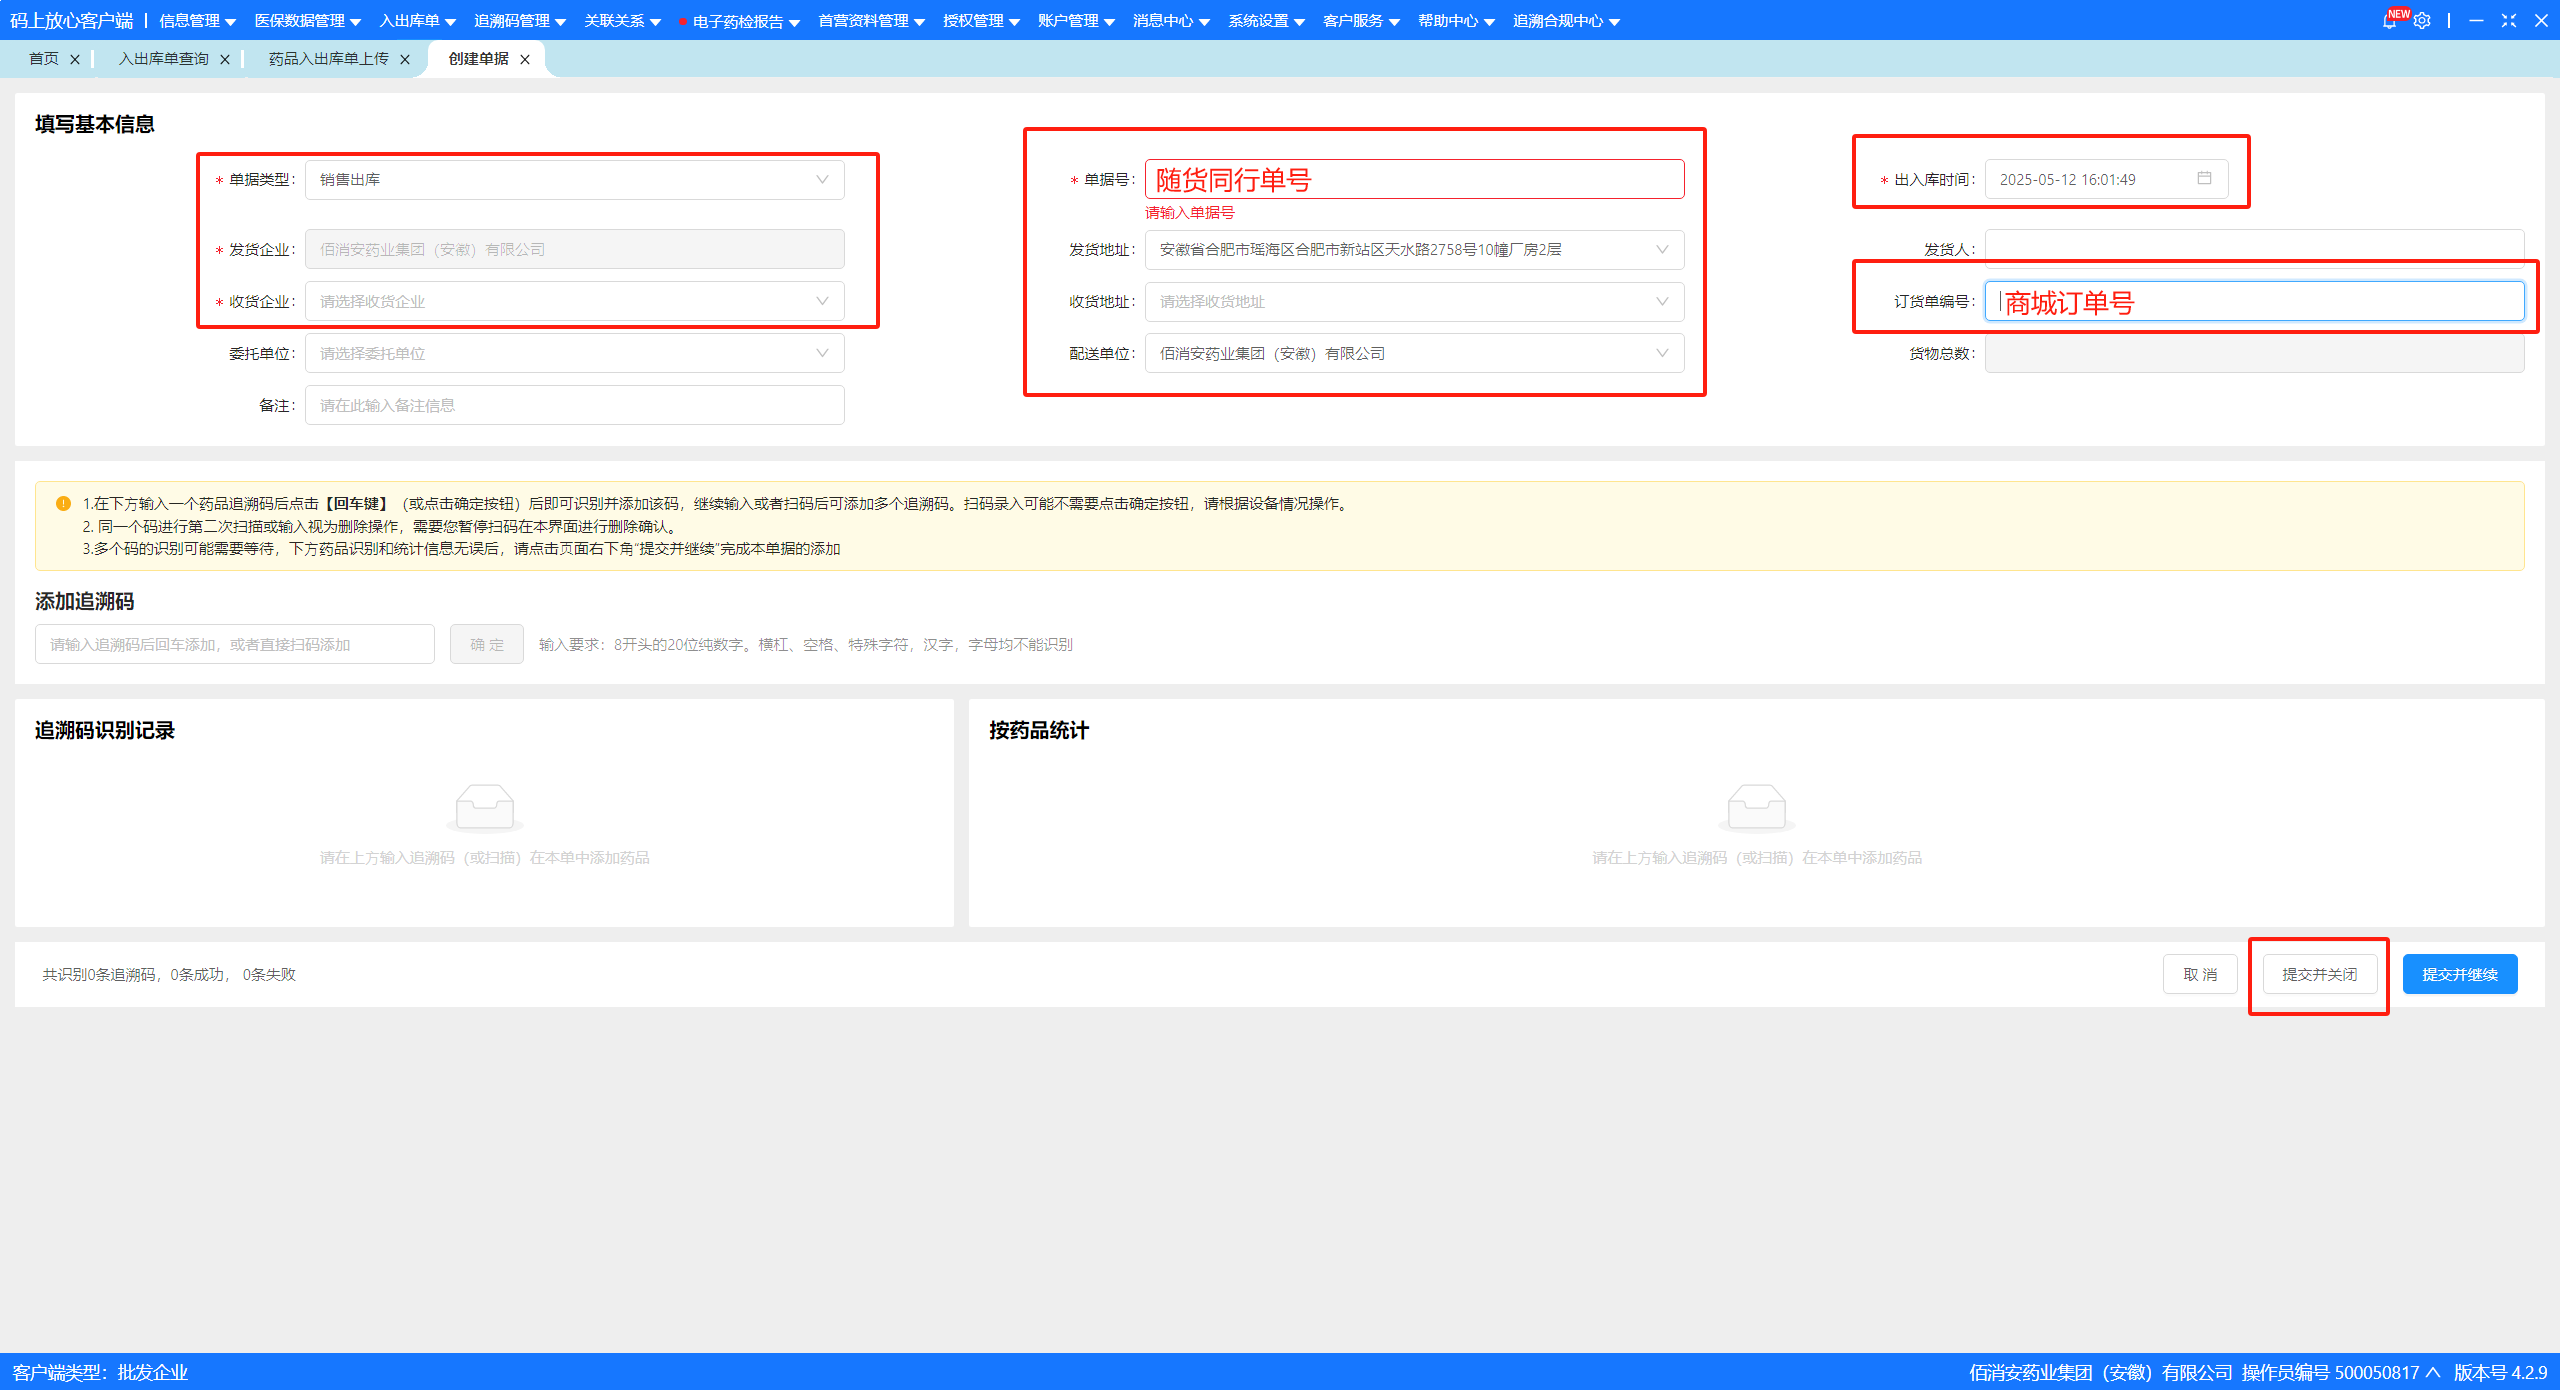 码上放心客户端 | 信息管理 医保数据管理 入出库单 追溯码管理 关联关系 电子药检报告 首营资料管理 授权管理 账户管理 消息中心 系统设置 客户服务 帮助中心 追溯合规中心 NEW
首页 入出库单查询 药品入出库单上传 创建单据
填写基本信息
* 单据类型: 销售出库
* 单据号: 随货同行单号
* 出入库时间: 2025-05-12 16:01:49
请输入单据号
* 发货企业: 佰消安药业集团（安徽）有限公司
发货地址: 安徽省合肥市瑶海区合肥市新站区天水路2758号10幢厂房2层
发货人:
* 收货企业: 请选择收货企业
收货地址: 请选择收货地址
订货单编号: 商城订单号
委托单位: 请选择委托单位
配送单位: 佰消安药业集团（安徽）有限公司
货物总数:
备注: 请在此输入备注信息
1.在下方输入一个药品追溯码后点击【回车键】（或点击确定按钮）后即可识别并添加该码，继续输入或者扫码后可添加多个追溯码。扫码录入可能不需要点击确定按钮，请根据设备情况操作。
2. 同一个码进行第二次扫描或输入视为删除操作，需要您暂停扫码在本界面进行删除确认。
3.多个码的识别可能需要等待，下方药品识别和统计信息无误后，请点击页面右下角“提交并继续”完成本单据的添加
添加追溯码
请输入追溯码后回车添加，或者直接扫码添加 确 定 输入要求：8开头的20位纯数字。横杠、空格、特殊字符，汉字，字母均不能识别
追溯码识别记录
按药品统计
请在上方输入追溯码（或扫描）在本单中添加药品
请在上方输入追溯码（或扫描）在本单中添加药品
共识别0条追溯码，0条成功， 0条失败
取 消 提交并关闭 提交并继续
客户端类型：批发企业
佰消安药业集团（安徽）有限公司 操作员编号 500050817 版本号 4.2.9